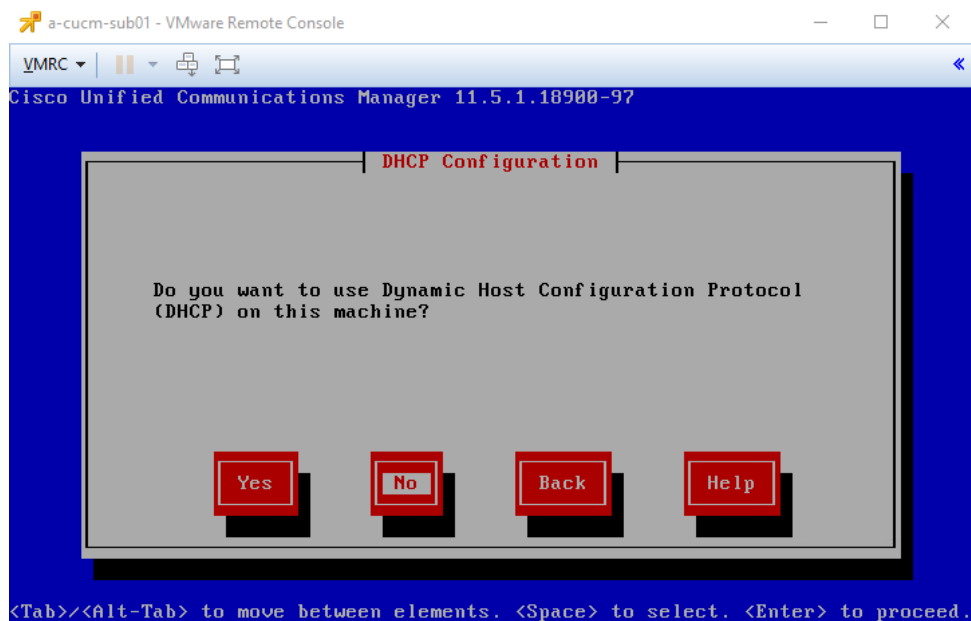 a-cucm-sub01 - VMware Remote Console
VMRC
Cisco Unified Communications Manager 11.5.1.18900-97
DHCP Configuration
Do you want to use Dynamic Host Configuration Protocol
(DHCP) on this machine?
Yes No Back Help
<Tab>/<Alt-Tab> to move between elements. <Space> to select. <Enter> to proceed.